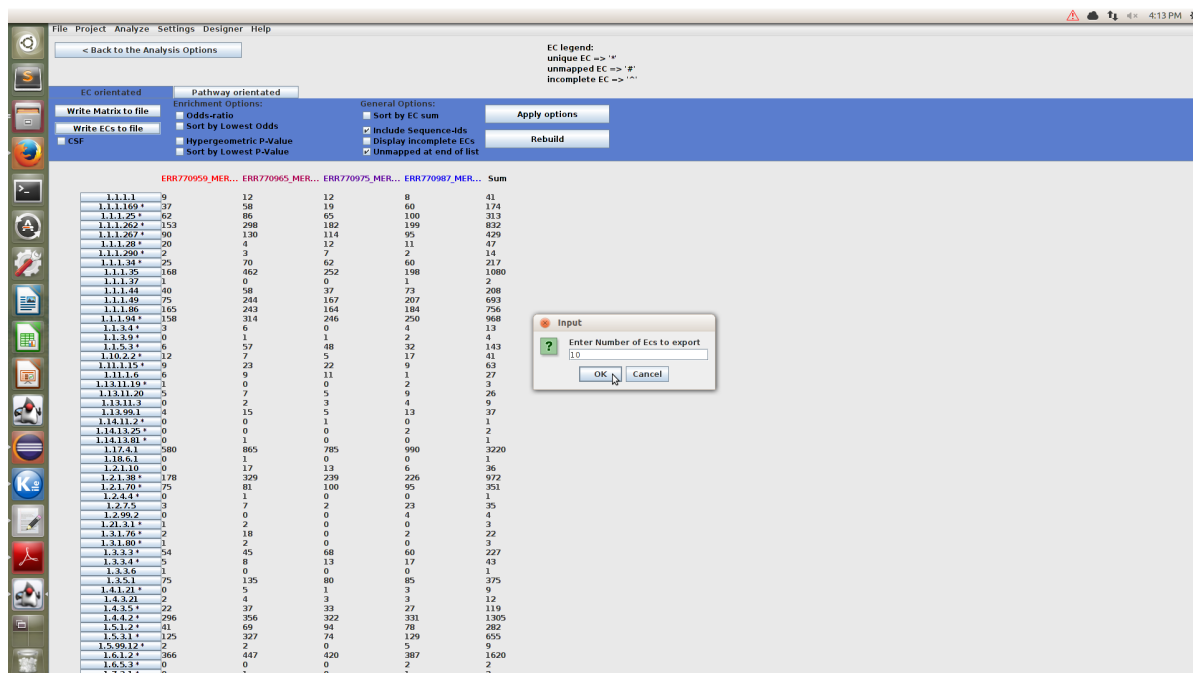 4:13 PM
File Project Analyze Settings Designer Help
< Back to the Analysis Options
EC legend:
unique EC => '*'
unmapped EC => '#'
incomplete EC => '^'
EC orientated Pathway orientated
Write Matrix to file
Write ECs to file
CSF
Enrichment Options:
Odds-ratio
Sort by Lowest Odds
Hypergeometric P-Value
Sort by Lowest P-Value
General Options:
Sort by EC sum
Include Sequence-Ids
Display incomplete ECs
Unmapped at end of list
Apply options
Rebuild
ERR770959_MER... ERR770965_MER... ERR770975_MER... ERR770987_MER... Sum
1.1.1.1 9 12 12 8 41
1.1.1.169 * 37 58 19 60 174
1.1.1.25 * 62 86 65 100 313
1.1.1.262 * 153 298 182 199 832
1.1.1.267 * 90 130 114 95 429
1.1.1.28 * 20 4 12 11 47
1.1.1.290 * 2 3 7 2 14
1.1.1.34 * 25 70 62 60 217
1.1.1.35 168 462 252 198 1080
1.1.1.37 1 0 0 1 2
1.1.1.44 40 58 37 73 208
1.1.1.49 75 244 167 207 693
1.1.1.86 165 243 164 184 756
1.1.1.94 * 158 314 246 250 968
1.1.3.4 * 3 6 0 4 13
1.1.3.9 * 0 1 1 2 4
1.1.5.3 * 6 57 48 32 143
1.10.2.2 * 12 7 5 17 41
1.11.1.15 * 9 23 22 9 63
1.11.1.6 6 9 11 1 27
1.13.11.19 * 1 0 0 2 3
1.13.11.20 5 7 5 9 26
1.13.11.3 0 2 3 4 9
1.13.99.1 4 15 5 13 37
1.14.11.2 * 0 0 1 0 1
1.14.13.25 * 0 0 0 2 2
1.14.13.81 * 0 1 0 0 1
1.17.4.1 580 865 785 990 3220
1.18.6.1 0 1 0 0 1
1.2.1.10 0 17 13 6 36
1.2.1.38 * 178 329 239 226 972
1.2.1.70 * 75 81 100 95 351
1.2.4.4 * 0 1 0 0 1
1.2.7.5 3 7 2 23 35
1.2.99.2 0 0 0 4 4
1.21.3.1 * 1 2 0 0 3
1.3.1.76 * 2 18 0 2 22
1.3.1.80 * 1 2 0 0 3
1.3.3.3 * 54 45 68 60 227
1.3.3.4 * 5 8 13 17 43
1.3.3.6 1 0 0 0 1
1.3.5.1 75 135 80 85 375
1.4.1.21 * 0 5 1 3 9
1.4.3.21 2 4 3 3 12
1.4.3.5 * 22 37 33 27 119
1.4.4.2 * 296 356 322 331 1305
1.5.1.2 * 41 69 94 78 282
1.5.3.1 * 125 327 74 129 655
1.5.99.12 * 2 2 0 5 9
1.6.1.2 * 366 447 420 387 1620
1.6.5.3 * 0 0 0 2 2
Input
Enter Number of Ecs to export
10
OK Cancel